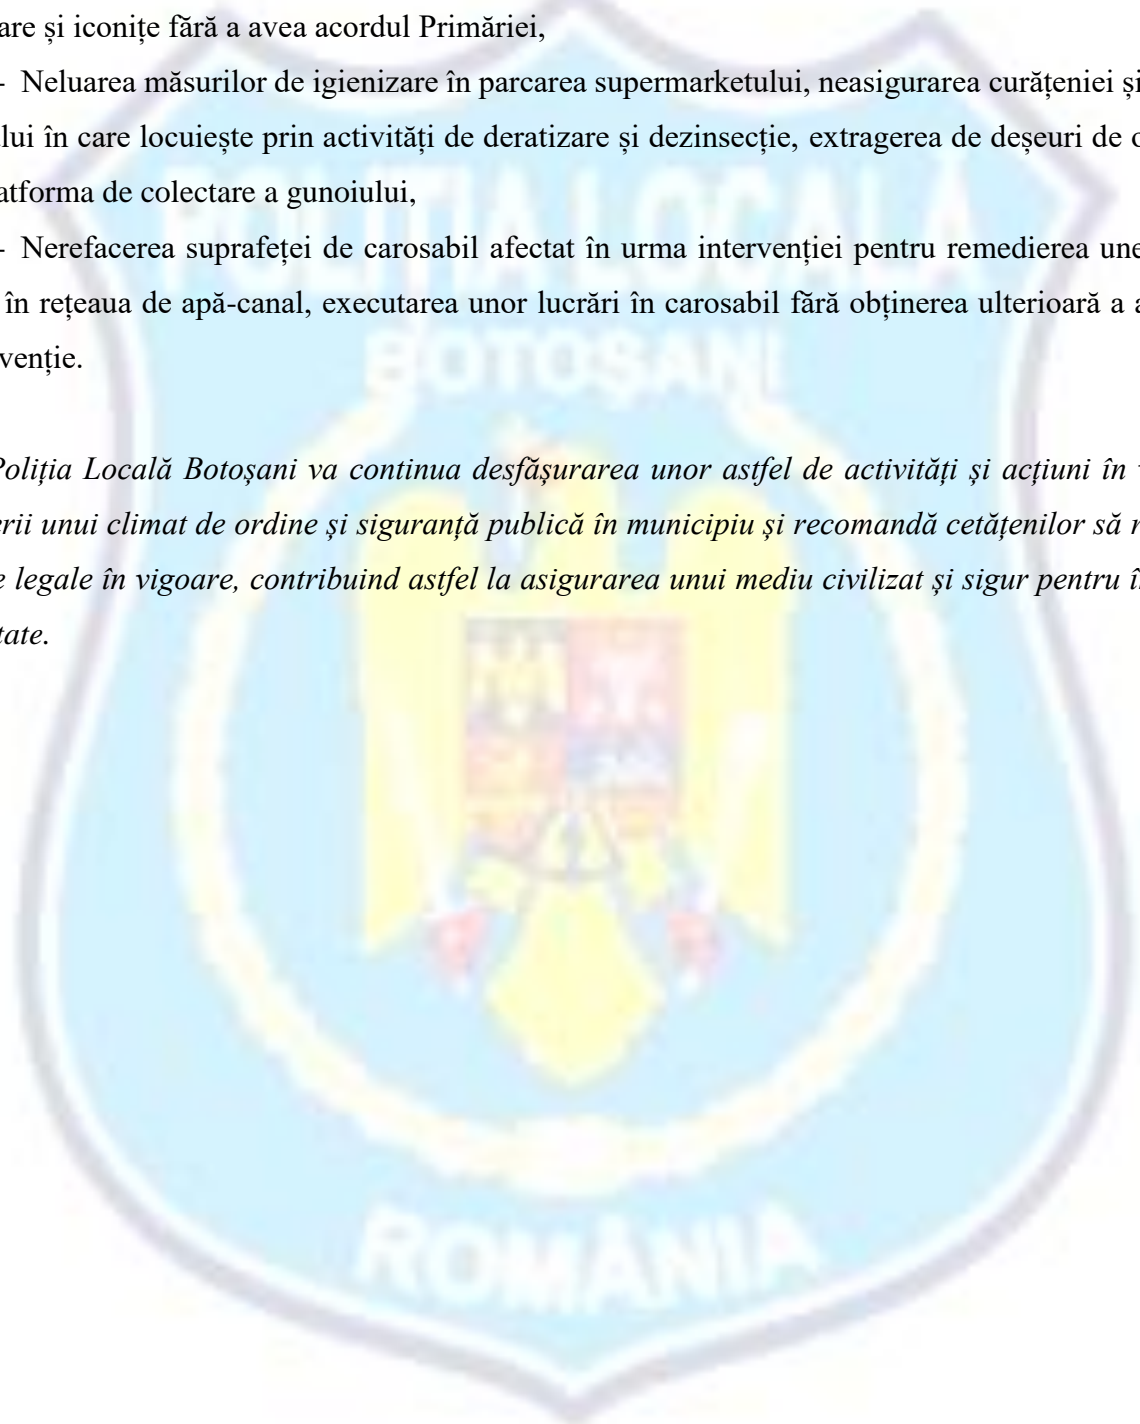 are și iconițe fără a avea acordul Primăriei,
- Neluarea măsurilor de igienizare în parcarea supermarketului, neasigurarea curățeniei și
lui în care locuiește prin activități de deratizare și dezinsecție, extragerea de deșeuri de
atforma de colectare a gunoiului,
- Nerefacerea suprafeței de carosabil afectat în urma intervenției pentru remedierea une
în rețeaua de apă-canal, executarea unor lucrări în carosabil fără obținerea ulterioară a a
venție.
Poliția Locală Botoșani va continua desfășurarea unor astfel de activități și acțiuni în
erii unui climat de ordine și siguranță publică în municipiu și recomandă cetățenilor să
e legale în vigoare, contribuind astfel la asigurarea unui mediu civilizat și sigur pentru î
tate.
POLIȚIA LOCALĂ
BOTOȘANI
ROMÂNIA